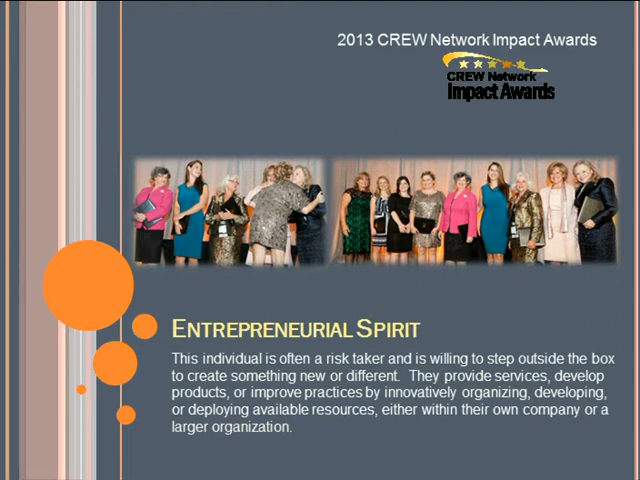 2013 CREW Network Impact Awards
CREW Network
Impact Awards
ENTREPRENEURIAL SPIRIT
This individual is often a risk taker and is willing to step outside the box
to create something new or different.  They provide services, develop
products, or improve practices by innovatively organizing, developing,
or deploying available resources, either within their own company or a
larger organization.